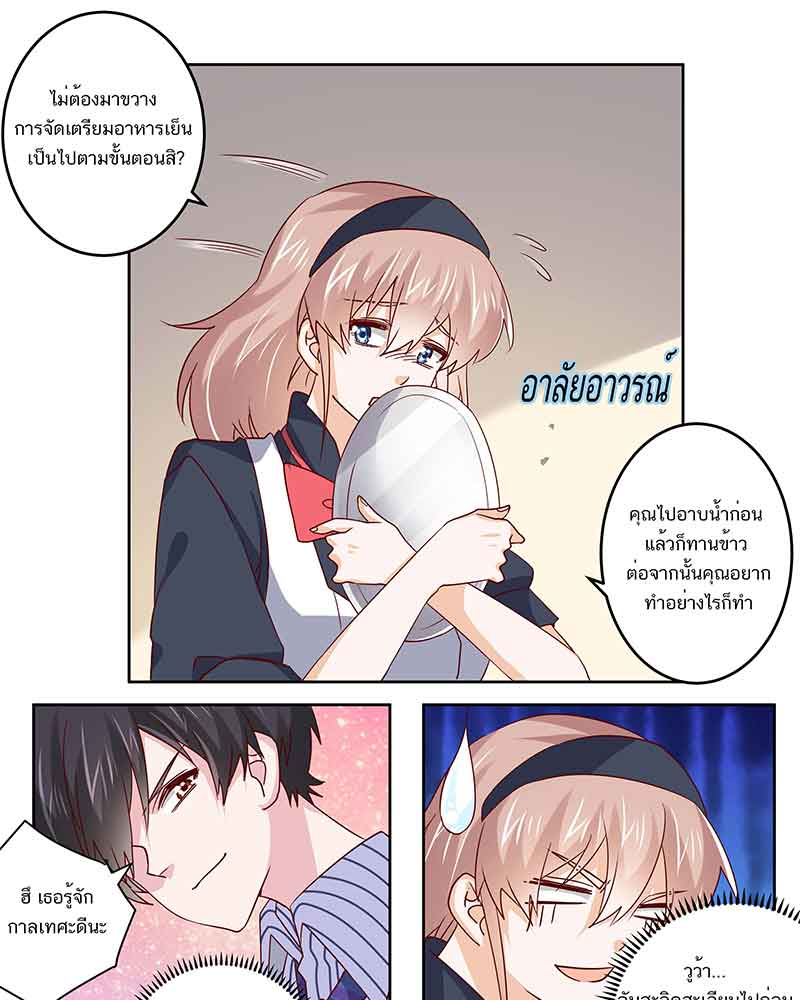 ไม่ต้องมาขวาง
การจัดเตรียมอาหารเย็น
เป็นไปตามขั้นตอนสิ?
อาลัยอาวรณ์
คุณไปอาบน้ำก่อน
แล้วก็ทานข้าว
ต่อจากนั้นคุณอยาก
ทำอย่างไรก็ทำ
ฮึ เธอรู้จัก
กาลเทศะดีนะ
วู้ว้า...